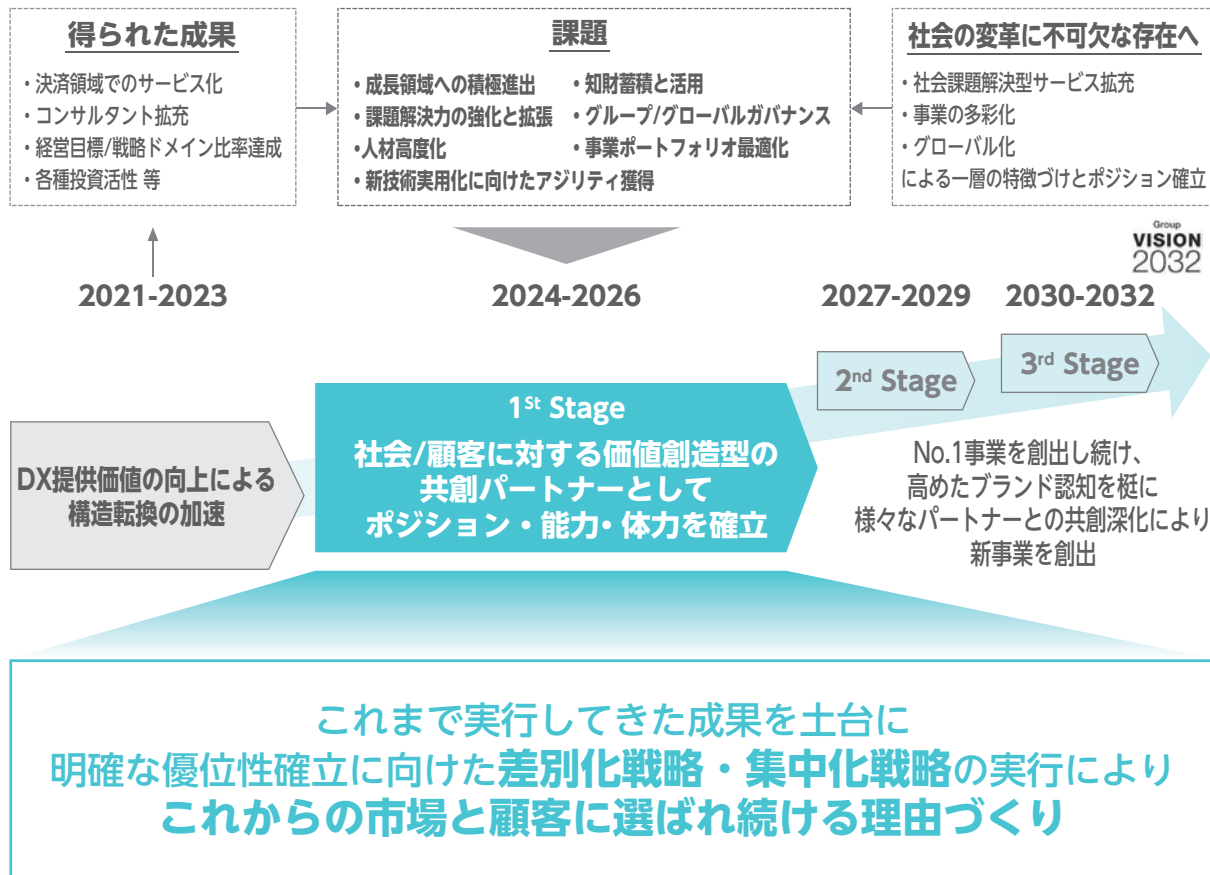 得られた成果
・決済領域でのサービス化
・コンサルタント拡充
・経営目標/戦略ドメイン比率達成
・各種投資活性 等
課題
・成長領域への積極進出
・課題解決力の強化と拡張
・人材高度化
・知財蓄積と活用
・グループ/グローバルガバナンス
・事業ポートフォリオ最適化
・新技術実用化に向けたアジリティ獲得
社会の変革に不可欠な存在へ
・社会課題解決型サービス拡充
・事業の多彩化
・グローバル化
による一層の特徴づけとポジション確立
Group
VISION
2032
2021-2023
2024-2026
2027-2029
2030-2032
DX提供価値の向上による
構造転換の加速
1St Stage
社会/顧客に対する価値創造型の
共創パートナーとして
ポジション・能力・体力を確立
2nd Stage
3rd Stage
No.1事業を創出し続け、
高めたブランド認知を梃に
様々なパートナーとの共創深化により
新事業を創出
これまで実行してきた成果を土台に
明確な優位性確立に向けた差別化戦略・集中化戦略の実行により
これからの市場と顧客に選ばれ続ける理由づくり